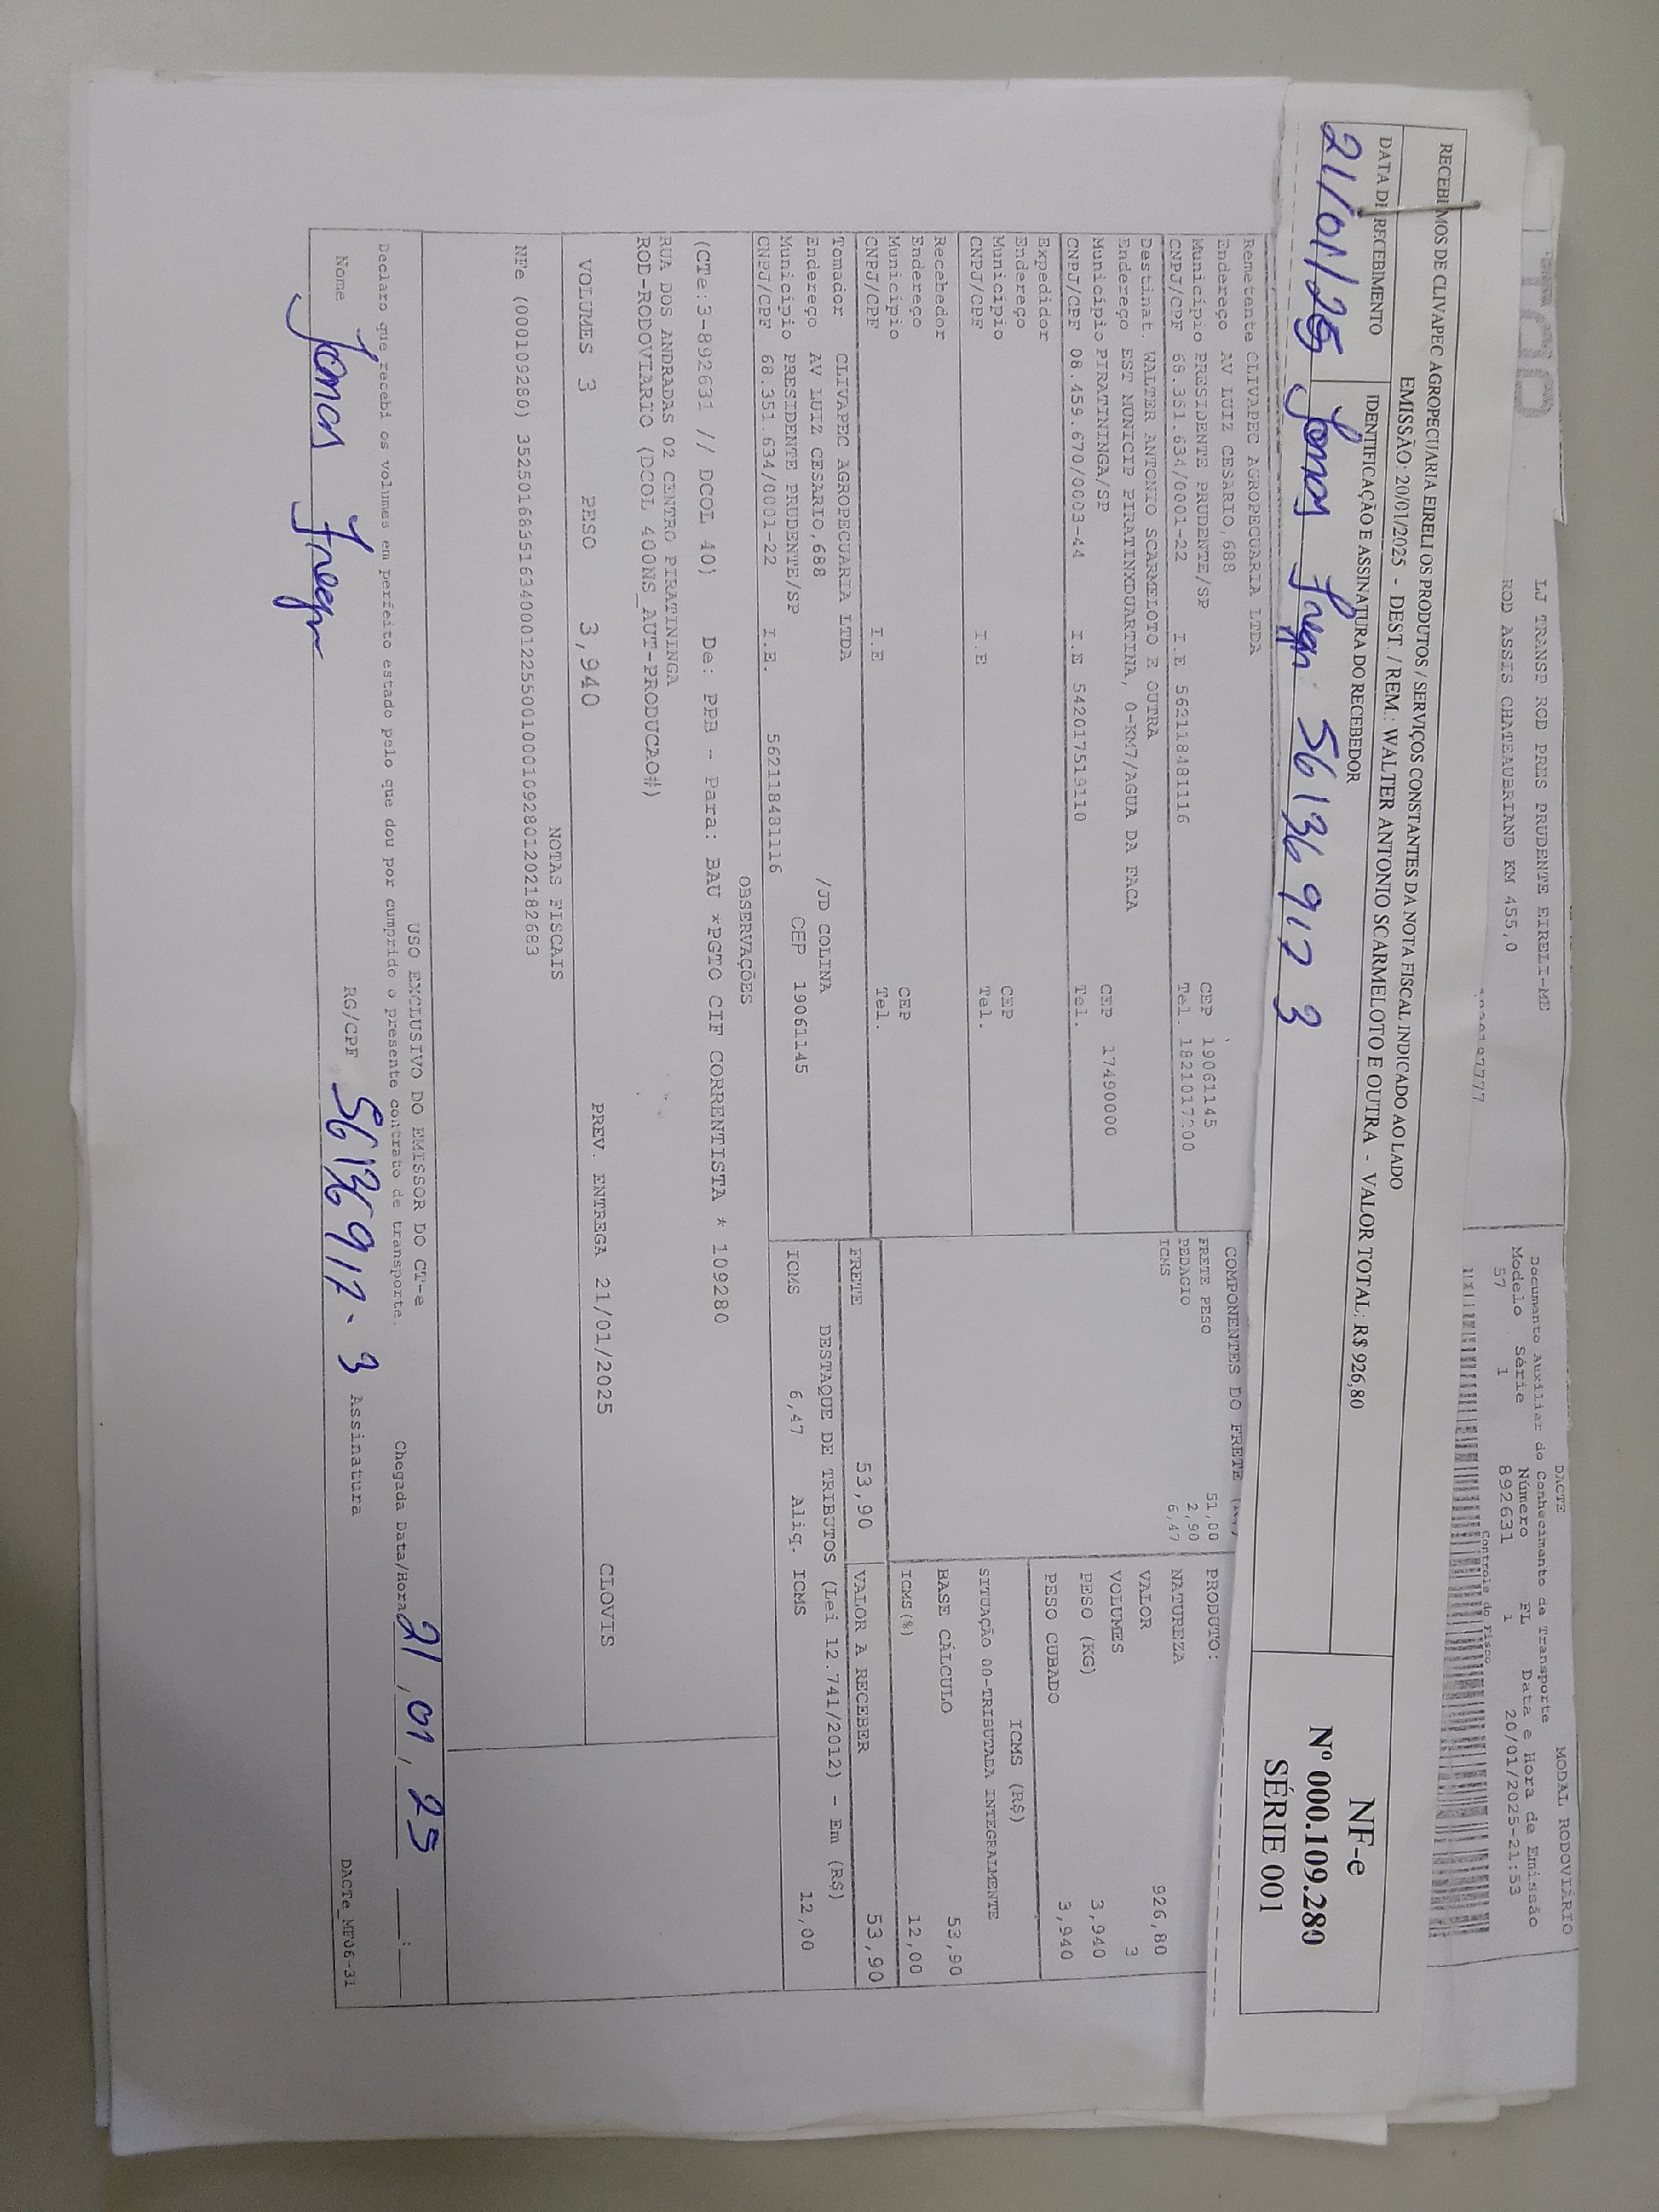 LJ TRANSP ROD PRES PRUDENTE EIRELI-ME
ROD ASSIS CHATEAUBRIAND KM 455,0
DACTE
MODAL RODOVIÁRIO
Documento Auxiliar do Conhecimento de Transporte
Modelo Série Número FL Data e Hora de Emissão
57 1 892631 1 20/01/2025-21:53
Controle do Fisco
RECEBEMOS DE CLIVAPEC AGROPECUARIA EIRELI OS PRODUTOS / SERVIÇOS CONSTANTES DA NOTA FISCAL INDICADO AO LADO
EMISSÃO: 20/01/2025 - DEST. / REM.: WALTER ANTONIO SCARMELOTO E OUTRA - VALOR TOTAL: R$ 926,80
DATA DE RECEBIMENTO
IDENTIFICAÇÃO E ASSINATURA DO RECEBEDOR
21/01/25 Jomas 56136917 3
NF-e
Nº 000.109.280
SÉRIE 001
Remetente CLIVAPEC AGROPECUARIA LTDA
Endereço AV LUIZ CESARIO,688
Município PRESIDENTE PRUDENTE/SP CEP 19061145
CNPJ/CPF 68.351.634/0001-22 I.E 562118481116 Tel. 1821017200
Destinat. WALTER ANTONIO SCARMELOTO E OUTRA
Endereço EST MUNICIP PIRATINXDUARTINA, 0-KM7/AGUA DA FACA
Município PIRATININGA/SP CEP 17490000
CNPJ/CPF 08.459.670/0003-44 I.E 542017519110 Tel.
Expedidor
Endereço
Município CEP
CNPJ/CPF I.E Tel.
Recebedor
Endereço
Município CEP
CNPJ/CPF I.E Tel.
Tomador CLIVAPEC AGROPECUARIA LTDA
Endereço AV LUIZ CESARIO,688 /JD COLINA
Município PRESIDENTE PRUDENTE/SP CEP 19061145
CNPJ/CPF 68.351.634/0001-22 I.E. 562118481116
COMPONENTES DO FRETE
FRETE PESO 51,00
PEDAGIO 2,90
ICMS 6,47
PRODUTO:
NATUREZA
VALOR 926,80
VOLUMES 3
PESO (KG) 3,940
PESO CUBADO 3,940
ICMS (R$)
SITUAÇÃO 00-TRIBUTADA INTEGRALMENTE
BASE CÁLCULO 53,90
ICMS(%) 12,00
FRETE 53,90
VALOR A RECEBER 53,90
DESTAQUE DE TRIBUTOS (Lei 12.741/2012) - Em (R$)
ICMS 6,47 Aliq. ICMS 12,00
OBSERVAÇÕES
(CTe:3-892631 // DCOL 40) De: PPB - Para: BAU *PGTO CIF CORRENTISTA * 109280
RUA DOS ANDRADAS 02 CENTRO PIRATININGA
ROD-RODOVIARIO (DCOL 400NS_AUT-PRODUCAO#)
VOLUMES 3 PESO 3,940 PREV. ENTREGA 21/01/2025 CLOVIS
NOTAS FISCAIS
NFe (000109280) 35250168351634000122550010001092801202182683
USO EXCLUSIVO DO EMISSOR DO CT-e
Declaro que recebi os volumes em perfeito estado pelo que dou por cumprido o presente contrato de transporte.
Chegada Data/Hora 21,01,25 ___:___
Nome Jomas RG/CPF 56136917-3 Assinatura
DACTe_MF06-31